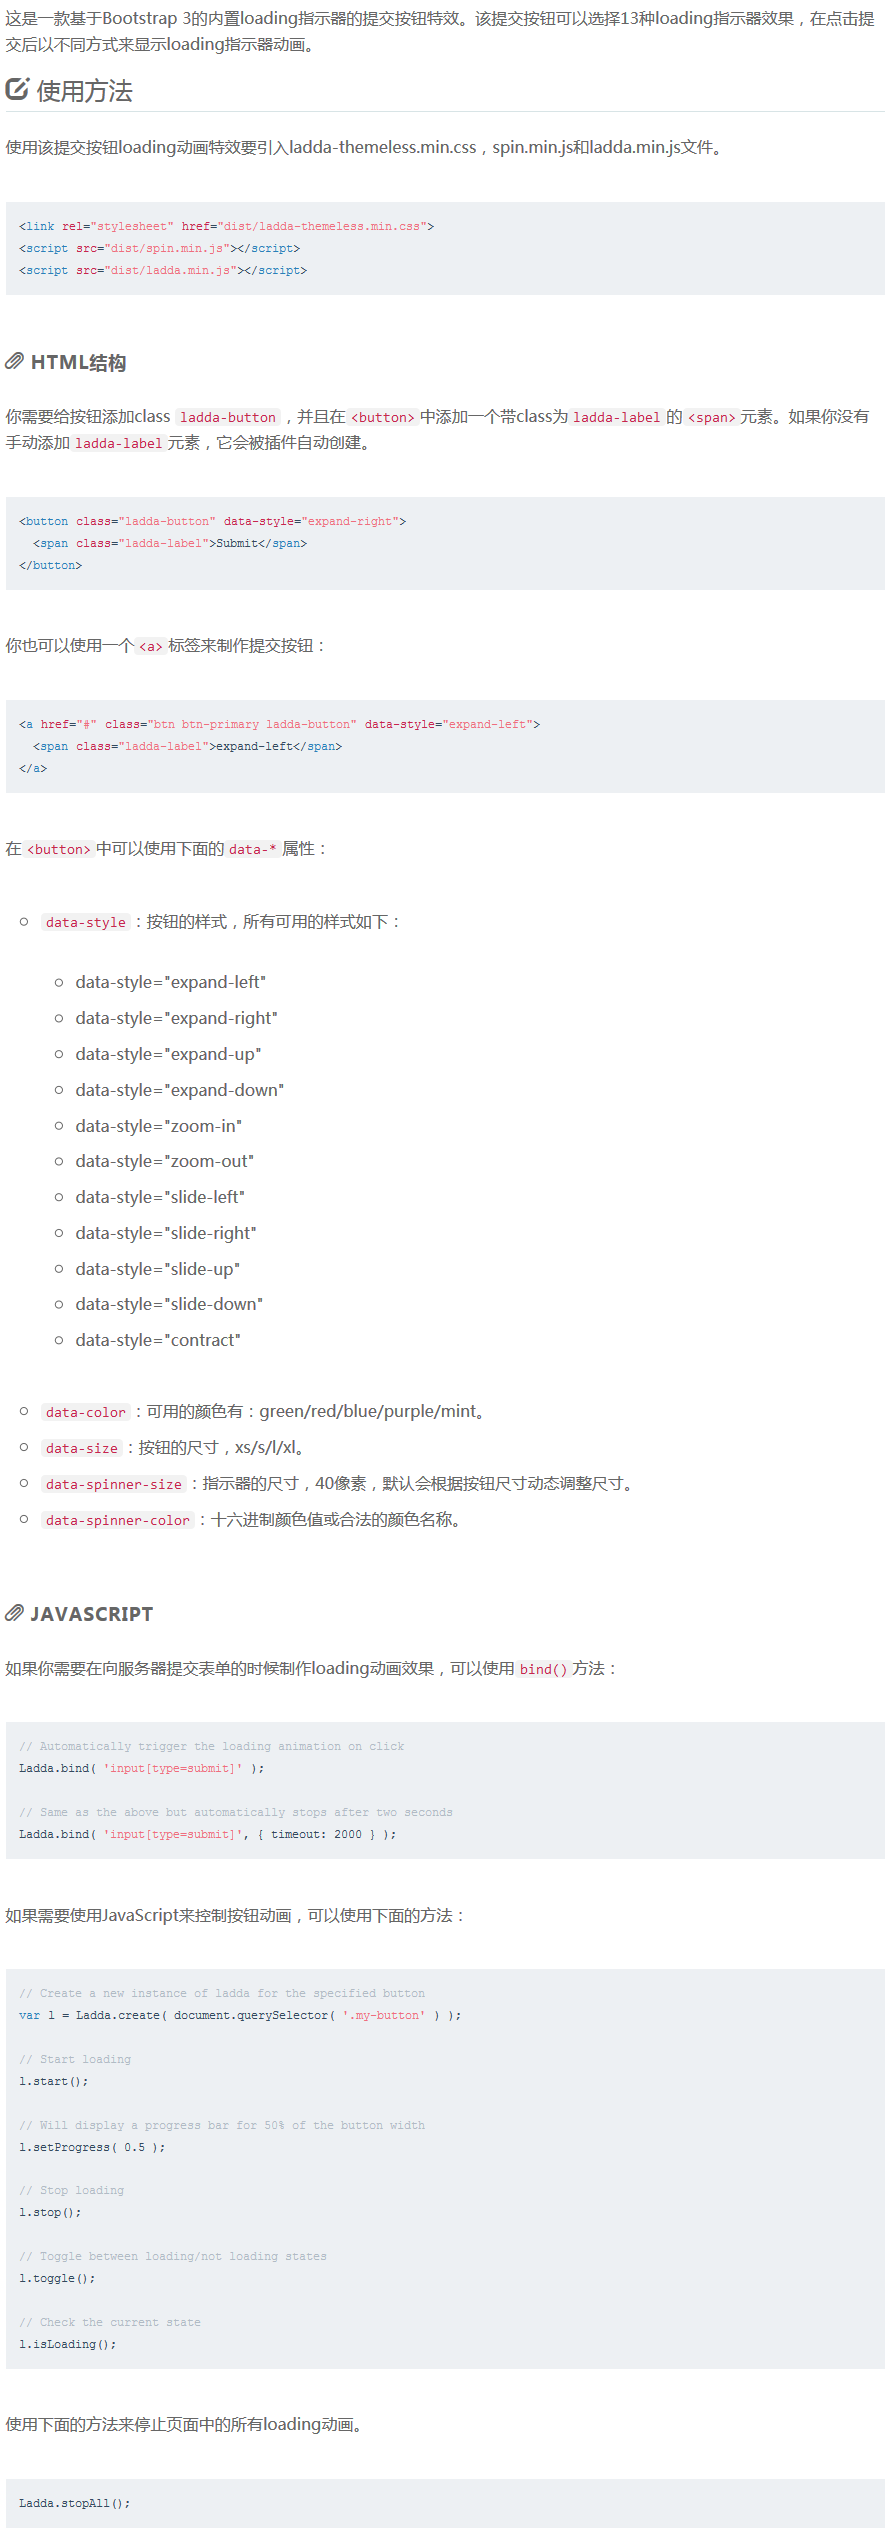 这是一款基于Bootstrap 3的内置loading指示器的提交按钮特效。该提交按钮可以选择13种loading指示器效果，在点击提
交后以不同方式来显示loading指示器动画。
使用方法
使用该提交按钮loading动画特效要引入ladda-themeless.min.css，spin.min.js和ladda.min.js文件。
<link rel="stylesheet" href="dist/ladda-themeless.min.css">
<script src="dist/spin.min.js"></script>
<script src="dist/ladda.min.js"></script>
HTML结构
你需要给按钮添加class ladda-button，并且在<button>中添加一个带class为ladda-label的<span>元素。如果你没有
手动添加ladda-label元素，它会被插件自动创建。
<button class="ladda-button" data-style="expand-right">
  <span class="ladda-label">Submit</span>
</button>
你也可以使用一个<a>标签来制作提交按钮：
<a href="#" class="btn btn-primary ladda-button" data-style="expand-left">
  <span class="ladda-label">expand-left</span>
</a>
在<button>中可以使用下面的data-*属性：
data-style：按钮的样式，所有可用的样式如下：
data-style="expand-left"
data-style="expand-right"
data-style="expand-up"
data-style="expand-down"
data-style="zoom-in"
data-style="zoom-out"
data-style="slide-left"
data-style="slide-right"
data-style="slide-up"
data-style="slide-down"
data-style="contract"
data-color：可用的颜色有：green/red/blue/purple/mint。
data-size：按钮的尺寸，xs/s/l/xl。
data-spinner-size：指示器的尺寸，40像素，默认会根据按钮尺寸动态调整尺寸。
data-spinner-color：十六进制颜色值或合法的颜色名称。
JAVASCRIPT
如果你需要在向服务器提交表单的时候制作loading动画效果，可以使用bind()方法：
// Automatically trigger the loading animation on click
Ladda.bind( 'input[type=submit]' );
// Same as the above but automatically stops after two seconds
Ladda.bind( 'input[type=submit]', { timeout: 2000 } );
如果需要使用JavaScript来控制按钮动画，可以使用下面的方法：
// Create a new instance of ladda for the specified button
var l = Ladda.create( document.querySelector( '.my-button' ) );
// Start loading
l.start();
// Will display a progress bar for 50% of the button width
l.setProgress( 0.5 );
// Stop loading
l.stop();
// Toggle between loading/not loading states
l.toggle();
// Check the current state
l.isLoading();
使用下面的方法来停止页面中的所有loading动画。
Ladda.stopAll();